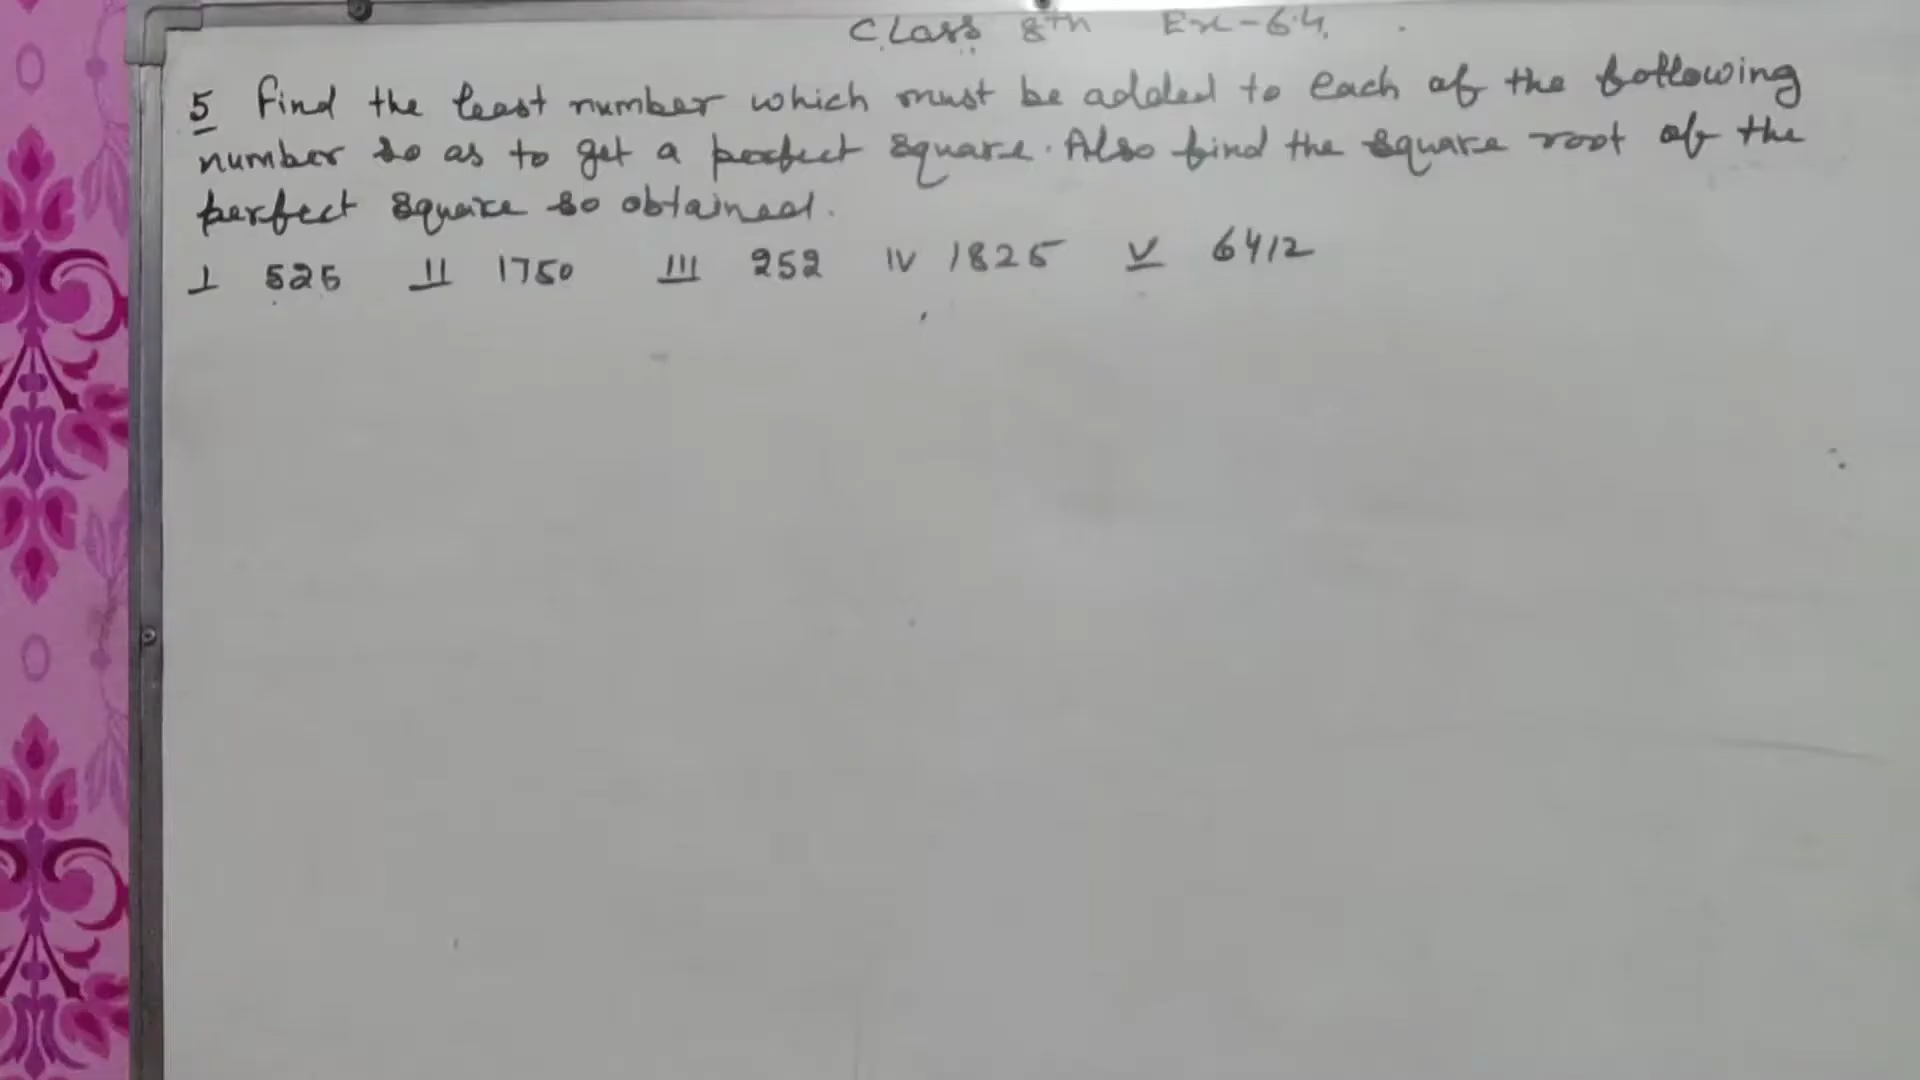 Class 8th Ex-6.4.
5 Find the least number which must be added to each of the following
number so as to get a perfect square. Also find the square root of the
perfect square so obtained.
I 525 II 1750 III 252 IV 1825 V 6412